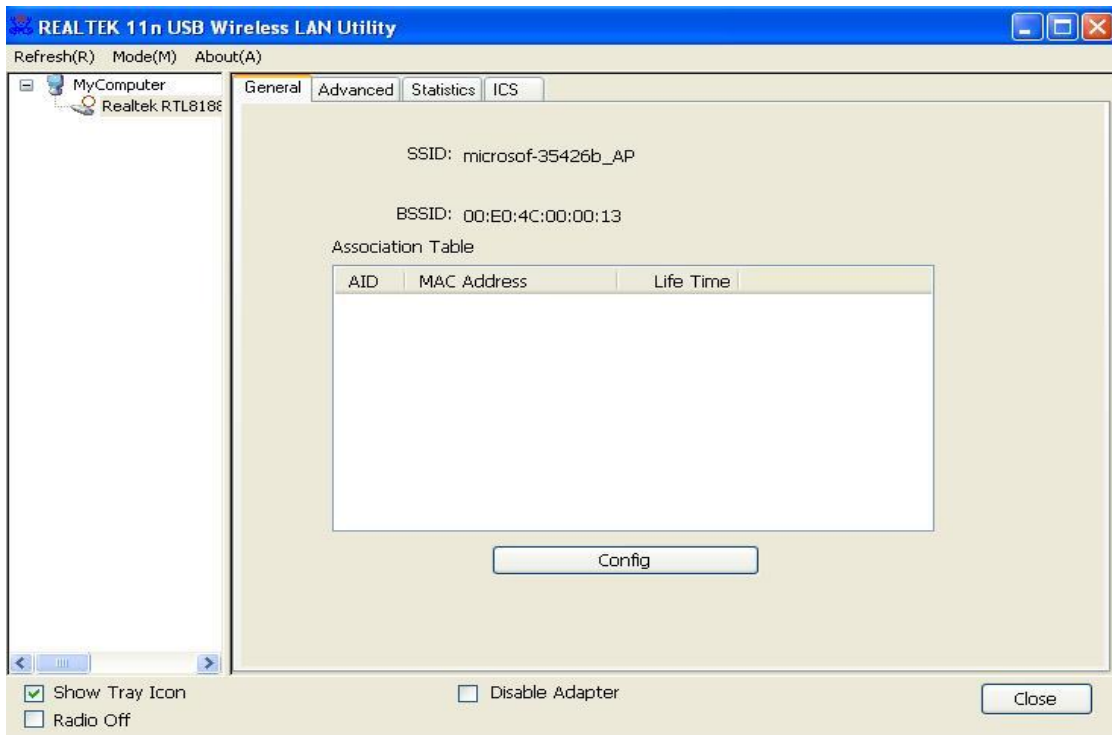 REALTEK 11n USB Wireless LAN Utility
Refresh(R) Mode(M) About(A)
MyComputer
Realtek RTL8188
General Advanced Statistics ICS
SSID: microsof-35426b_AP
BSSID: 00:E0:4C:00:00:13
Association Table
AID MAC Address Life Time
Config
Show Tray Icon
Radio Off
Disable Adapter
Close